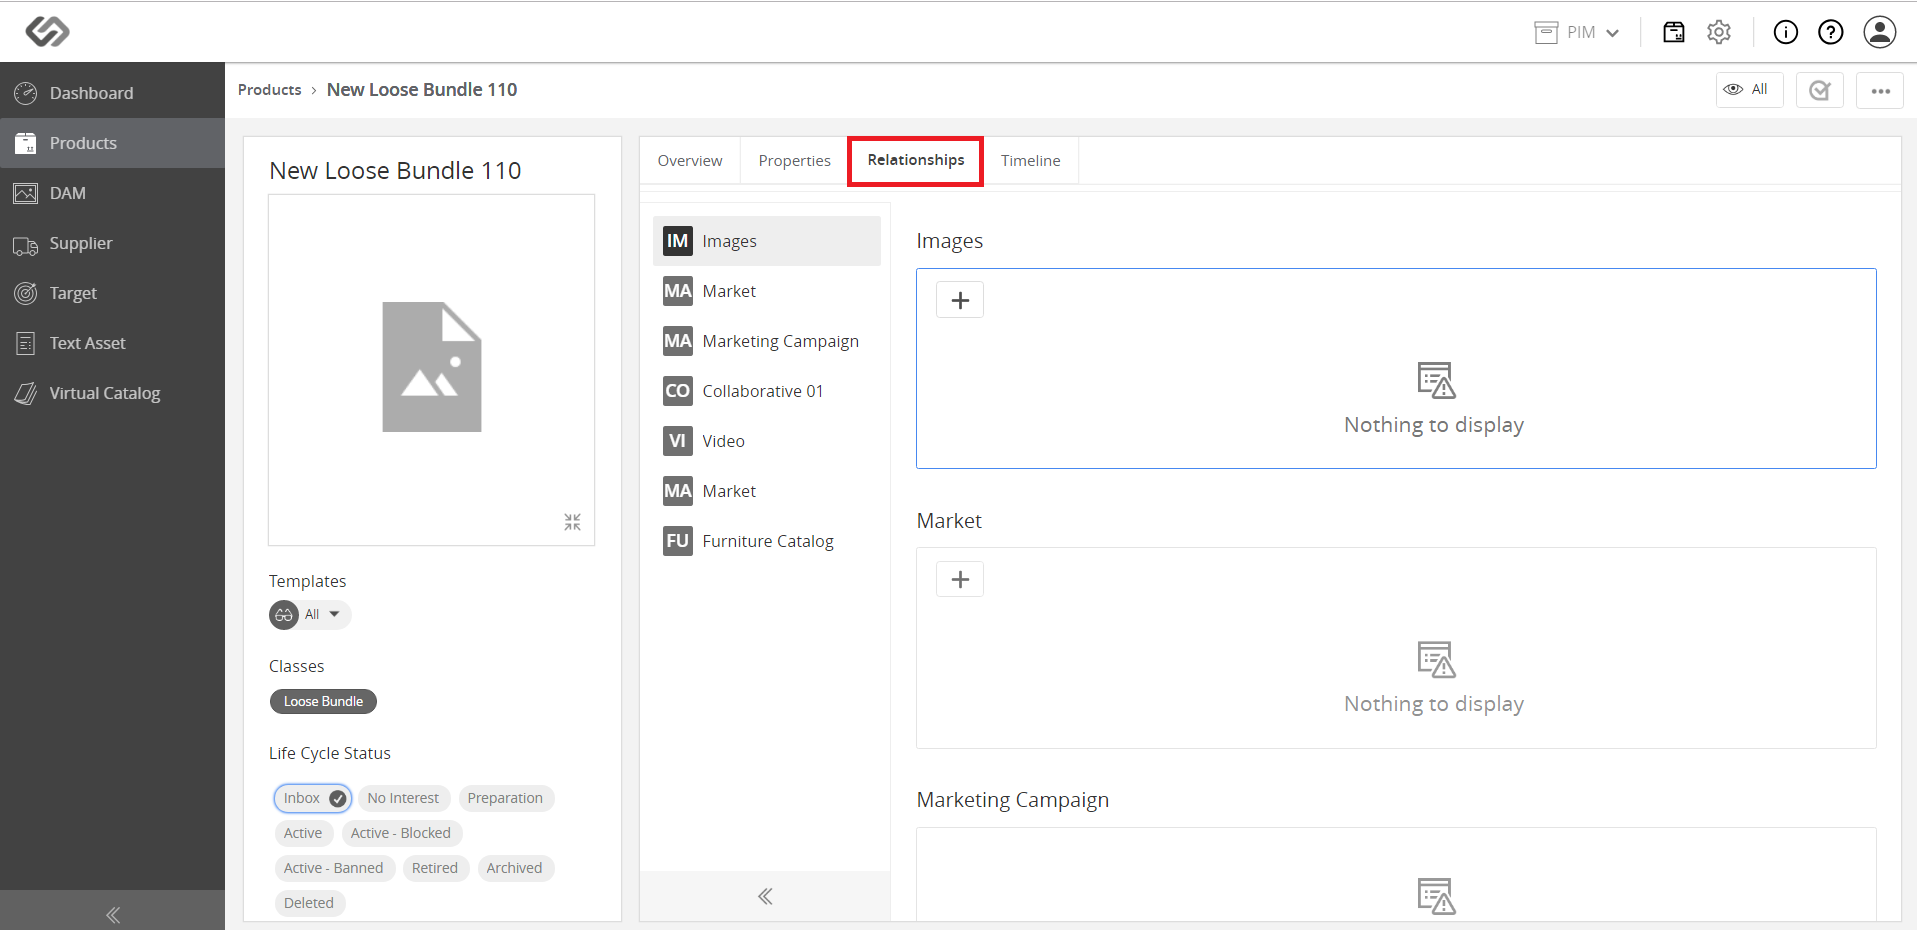 PIM
Dashboard
Products
DAM
Supplier
Target
Text Asset
Virtual Catalog
Products › New Loose Bundle 110
All
New Loose Bundle 110
Templates
All
Classes
Loose Bundle
Life Cycle Status
Inbox No Interest Preparation
Active Active - Blocked
Active - Banned Retired Archived
Deleted
Overview Properties Relationships Timeline
IM Images
MA Market
MA Marketing Campaign
CO Collaborative 01
VI Video
MA Market
FU Furniture Catalog
Images
Nothing to display
Market
Nothing to display
Marketing Campaign